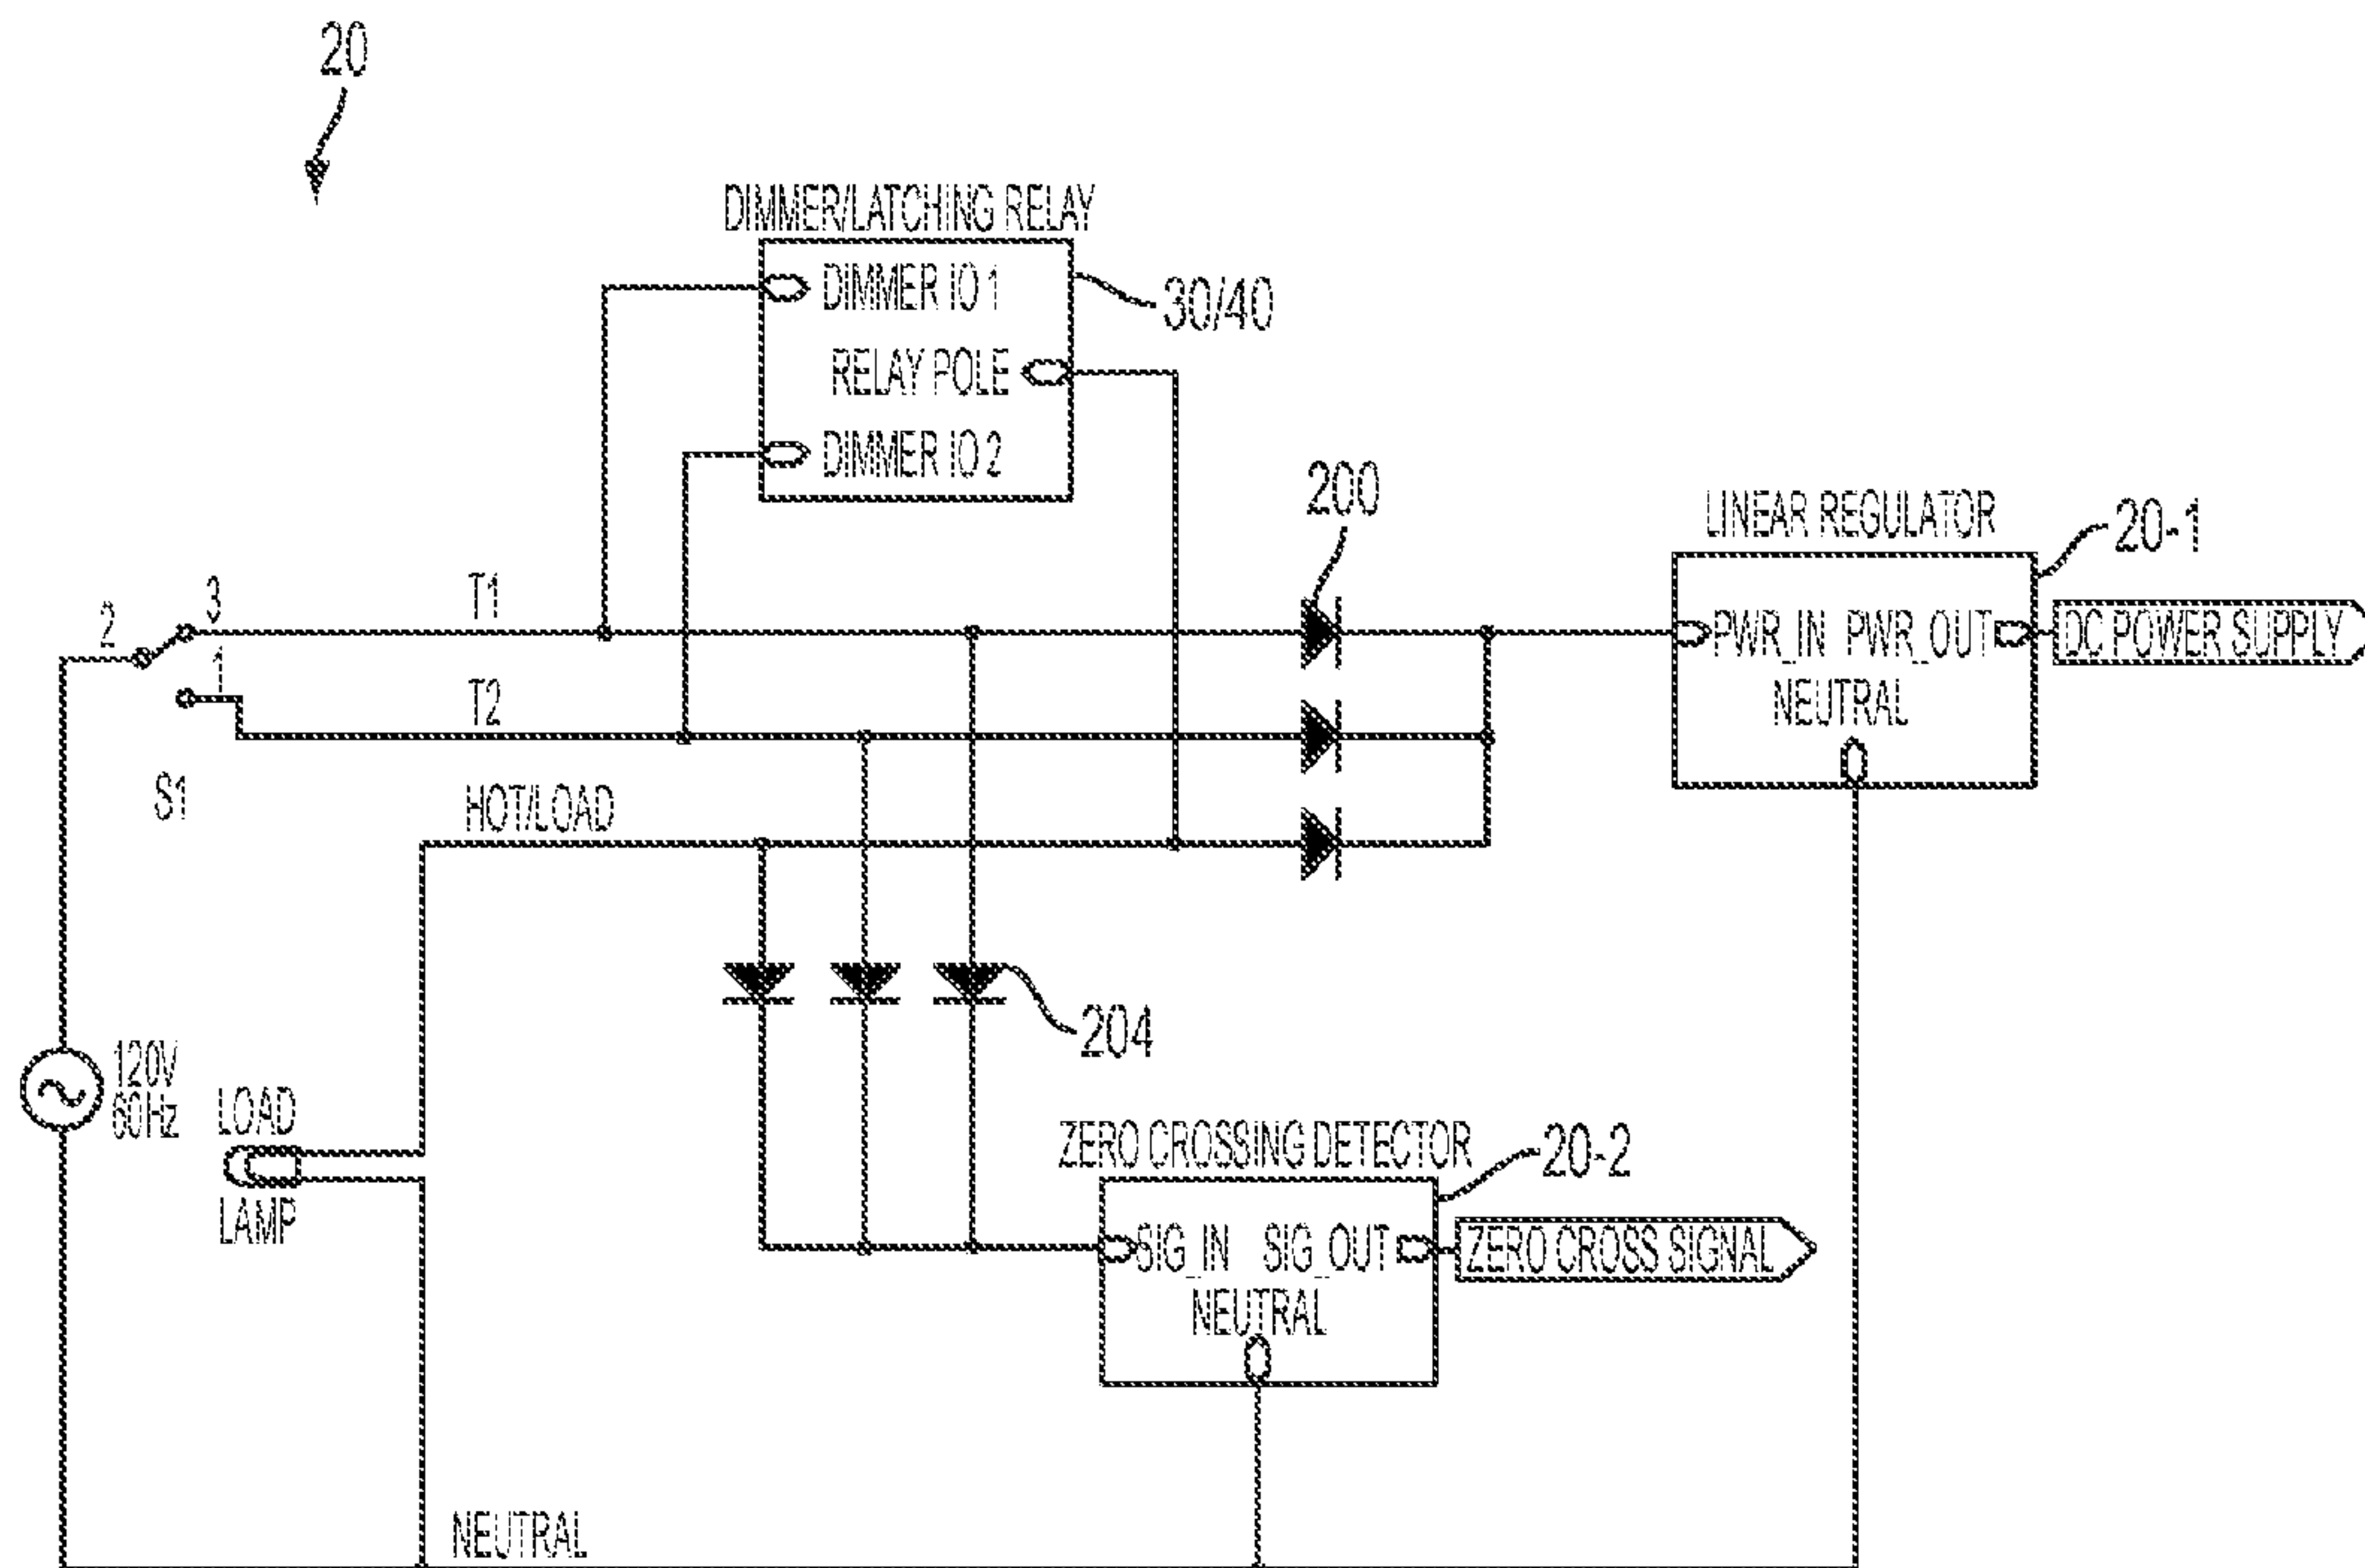 20
DIMMER/LATCHING RELAY
DIMMER IO 1
30/40
RELAY POLE
DIMMER IO 2
200
LINEAR REGULATOR
20-1
3
T1
2
PWR_IN PWR_OUT
DC POWER SUPPLY
1
T2
NEUTRAL
S1
HOT/LOAD
204
120V
60Hz
LOAD
LAMP
ZERO CROSSING DETECTOR
20-2
SIG_IN SIG_OUT
ZERO CROSS SIGNAL
NEUTRAL
NEUTRAL